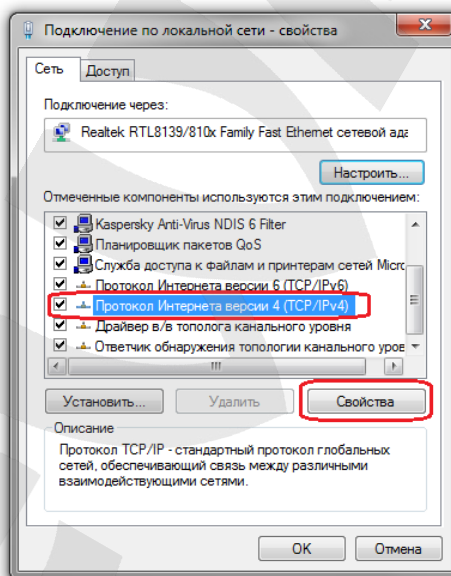 Подключение по локальной сети - свойства
Сеть Доступ
Подключение через:
Realtek RTL8139/810x Family Fast Ethernet сетевой ада
Настроить...
Отмеченные компоненты используются этим подключением:
Kaspersky Anti-Virus NDIS 6 Filter
Планировщик пакетов QoS
Служба доступа к файлам и принтерам сетей Micro
Протокол Интернета версии 6 (TCP/IPv6)
Протокол Интернета версии 4 (TCP/IPv4)
Драйвер в/в тополога канального уровня
Ответчик обнаружения топологии канального уров
Установить... Удалить Свойства
Описание
Протокол TCP/IP - стандартный протокол глобальных
сетей, обеспечивающий связь между различными
взаимодействующими сетями.
OK Отмена